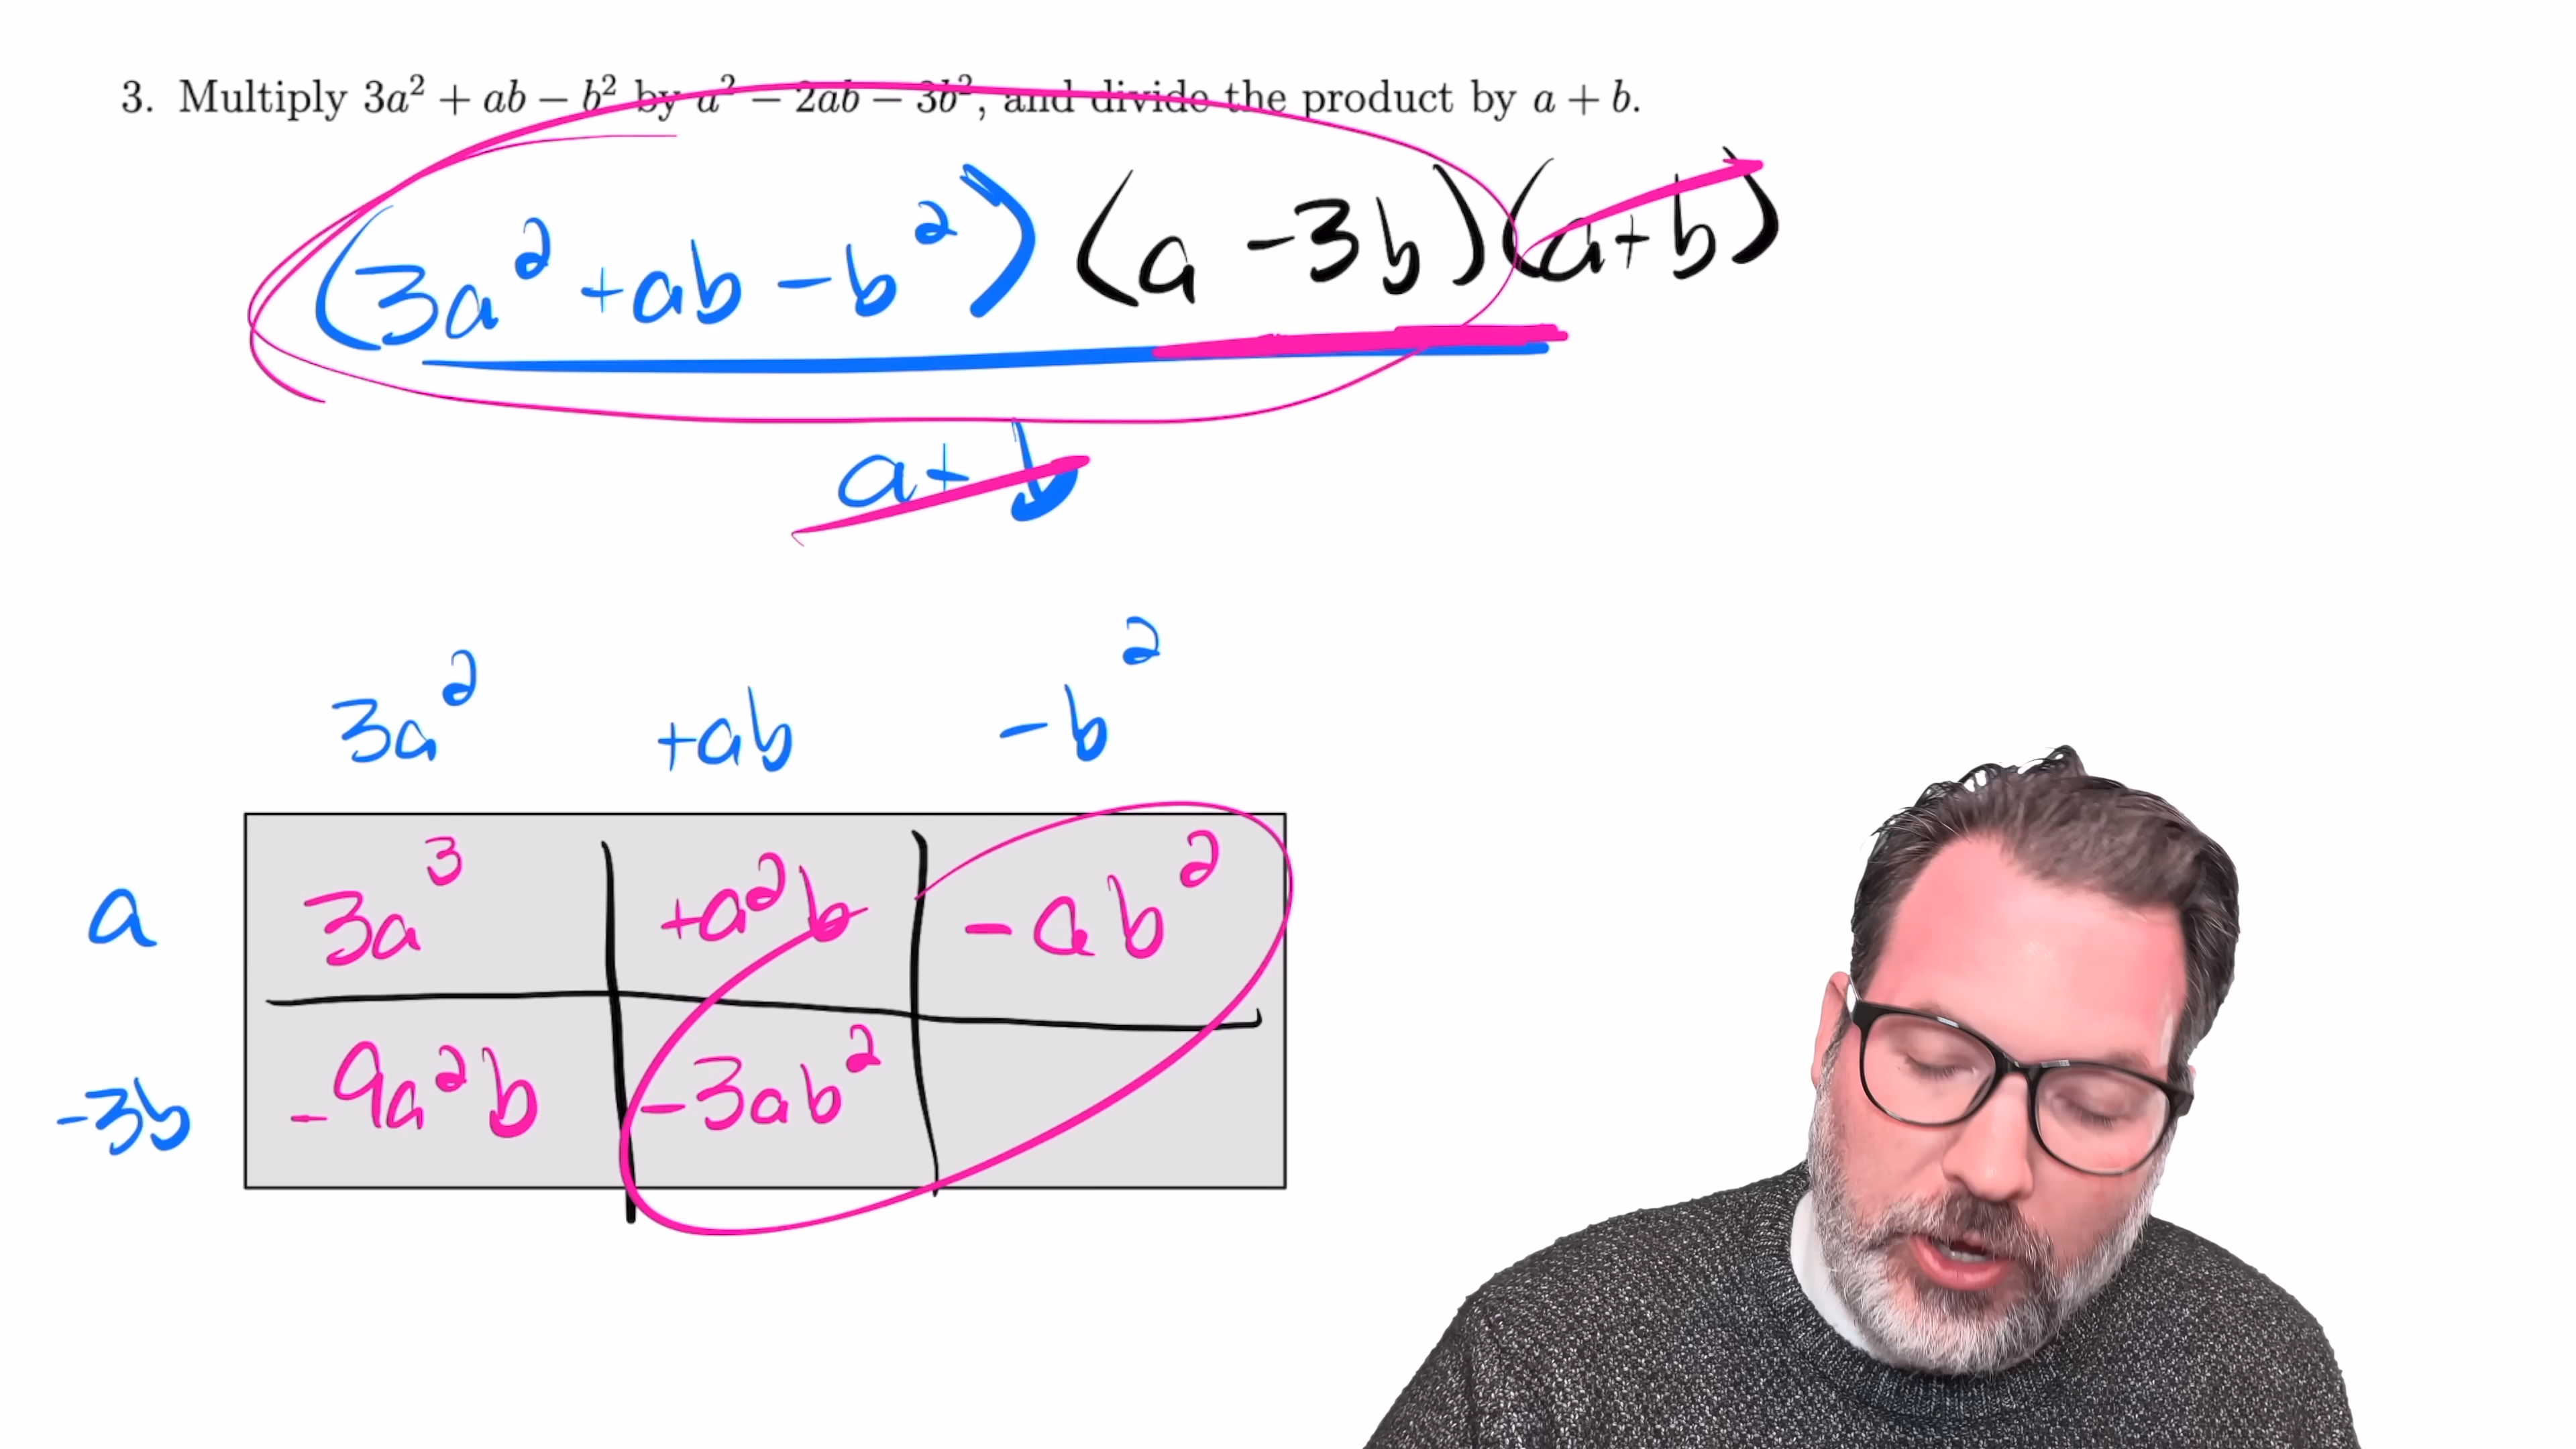 3. Multiply 3a² + ab − b² by a² − 2ab − 3b², and divide the product by a + b.
(3a² +ab −b²) (a −3b)(a+b)
a+b
3a² +ab −b²
a 3a³ +a²b −ab²
−3b −9a²b −3ab²